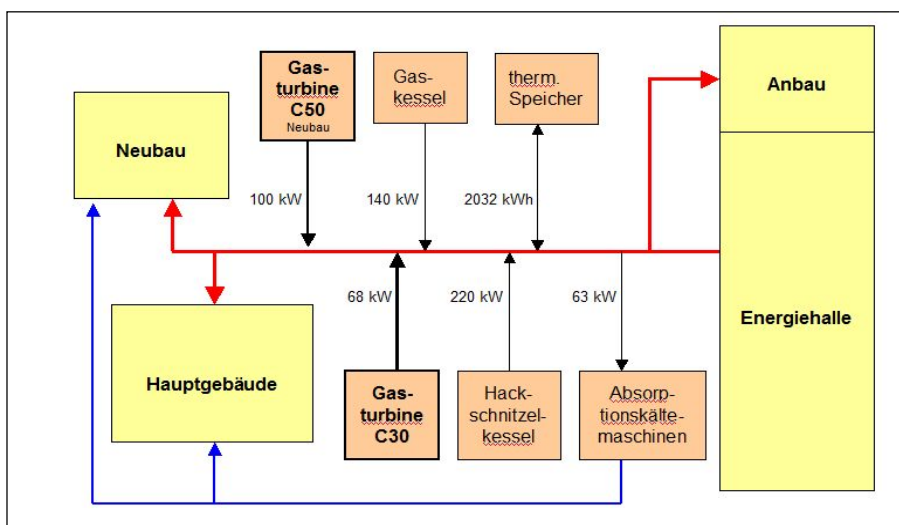 Gas-
turbine
C50
Neubau
Gas-
kessel
therm.
Speicher
Anbau
Neubau
100 kW
140 kW
2032 kWh
68 kW
220 kW
63 kW
Energiehalle
Hauptgebäude
Gas-
turbine
C30
Hack-
schnitzel-
kessel
Absorp-
tionskälte-
maschinen